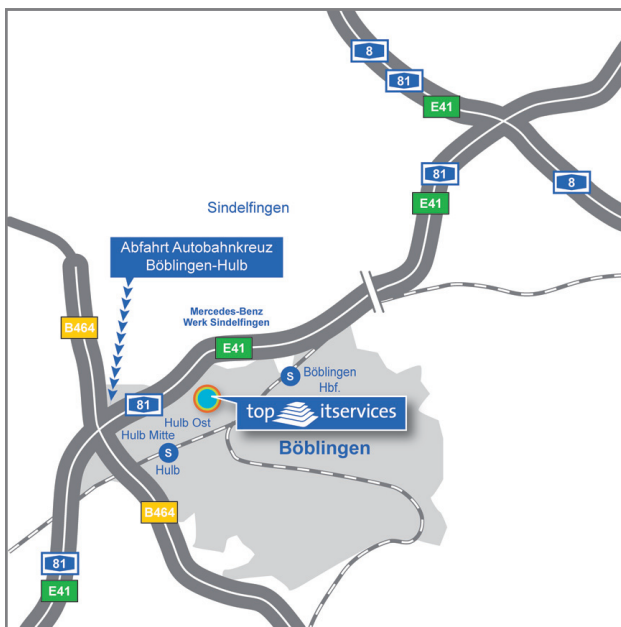 8
81
E41
81
8
E41
Sindelfingen
Abfahrt Autobahnkreuz
Böblingen-Hulb
Mercedes-Benz
Werk Sindelfingen
B464
E41
S
Böblingen
Hbf.
81
top itservices
Hulb Ost
Hulb Mitte
S
Hulb
Böblingen
B464
81
E41